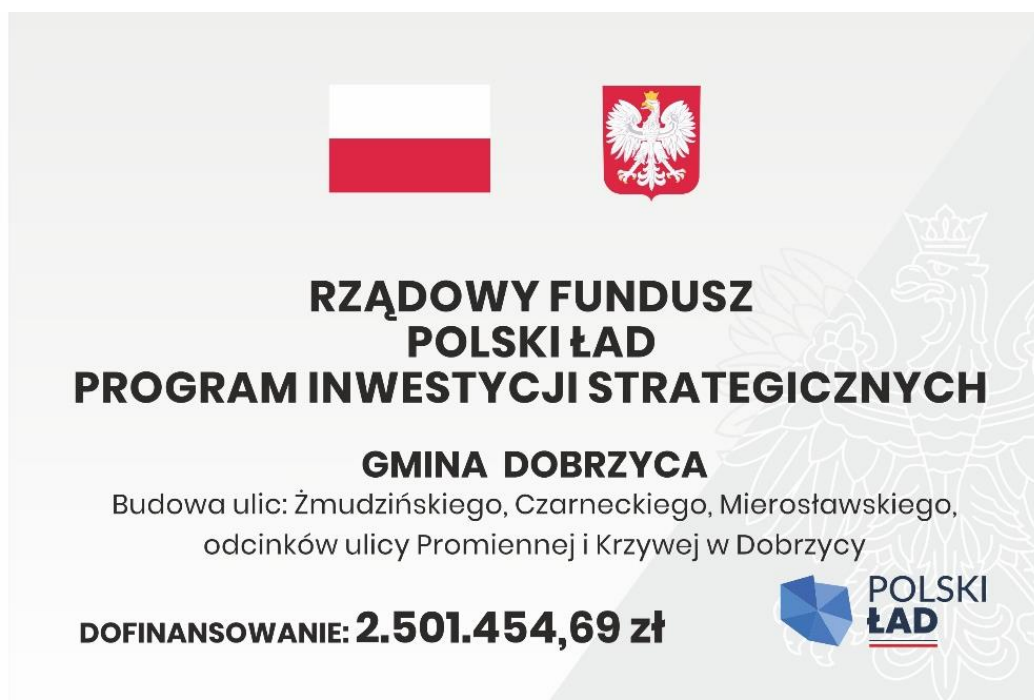 RZĄDOWY FUNDUSZ
POLSKI ŁAD
PROGRAM INWESTYCJI STRATEGICZNYCH
GMINA DOBRZYCA
Budowa ulic: Żmudzińskiego, Czarneckiego, Mierosławskiego,
odcinków ulicy Promiennej i Krzywej w Dobrzycy
DOFINANSOWANIE: 2.501.454,69 zł
POLSKI
ŁAD